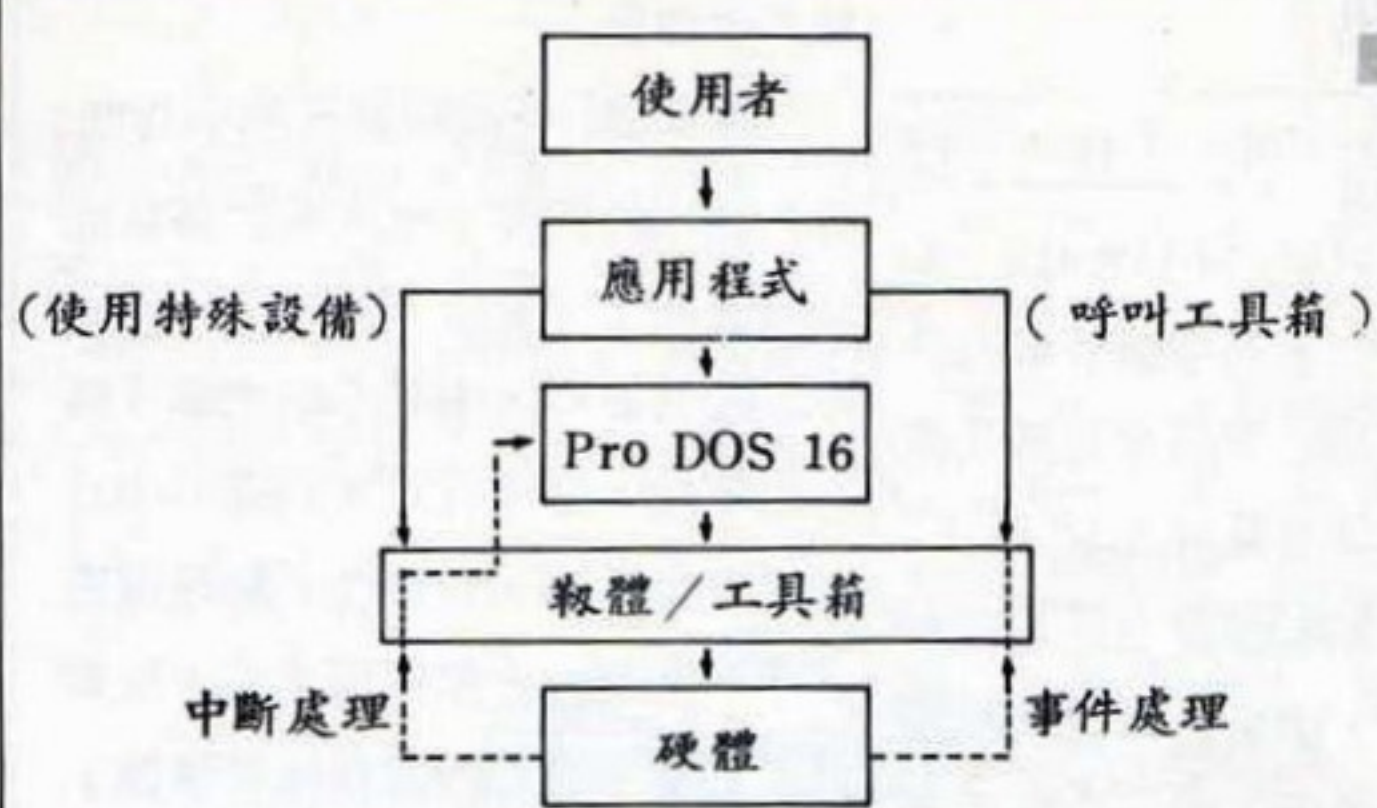 使用者
應用程式
(使用特殊設備)
(呼叫工具箱)
Pro DOS 16
韌體／工具箱
中斷處理
事件處理
硬體